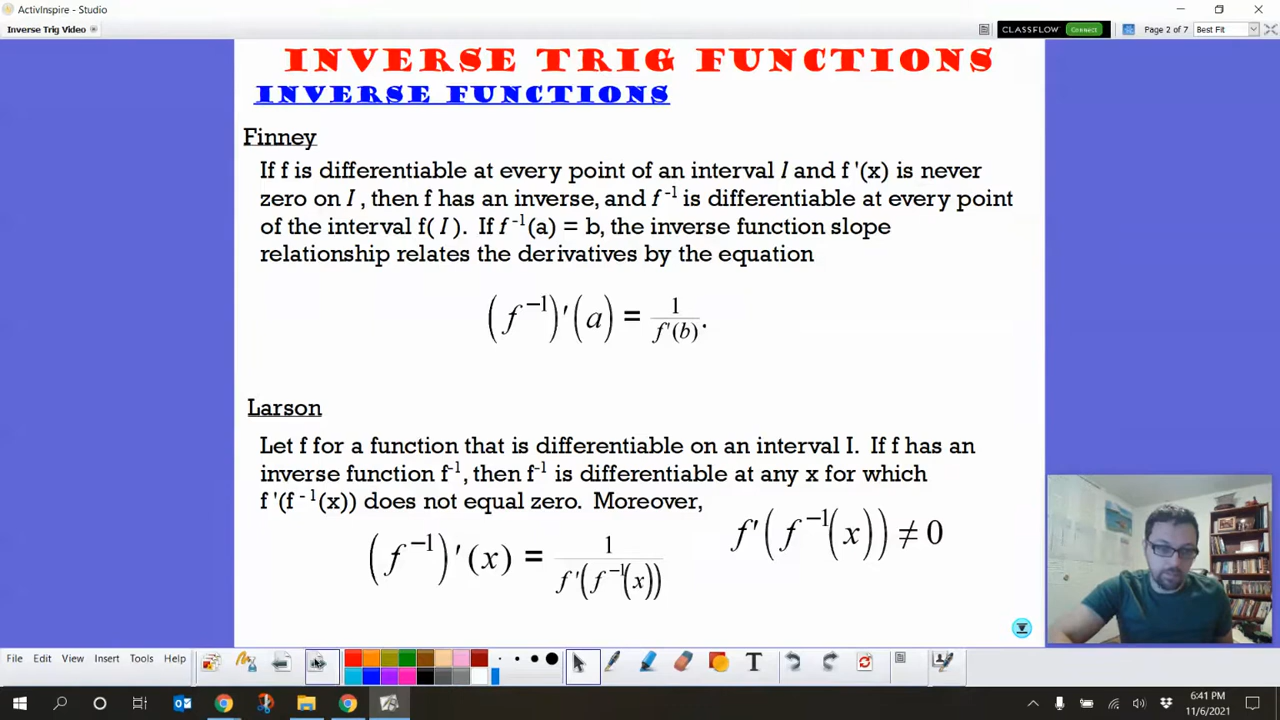 ActivInspire - Studio
Inverse Trig Video
CLASSFLOW Connect
Page 2 of 7
Best Fit
INVERSE TRIG FUNCTIONS
INVERSE FUNCTIONS
Finney
If f is differentiable at every point of an interval I and f '(x) is never
zero on I , then f has an inverse, and f -1 is differentiable at every point
of the interval f( I ). If f -1(a) = b, the inverse function slope
relationship relates the derivatives by the equation
(f⁻¹)'(a) = 1/f'(b).
Larson
Let f for a function that is differentiable on an interval I. If f has an
inverse function f-1, then f-1 is differentiable at any x for which
f '(f -1(x)) does not equal zero. Moreover,
f'(f⁻¹(x)) ≠ 0
(f⁻¹)'(x) = 1/f'(f⁻¹(x))
File Edit View Insert Tools Help
6:41 PM
11/6/2021